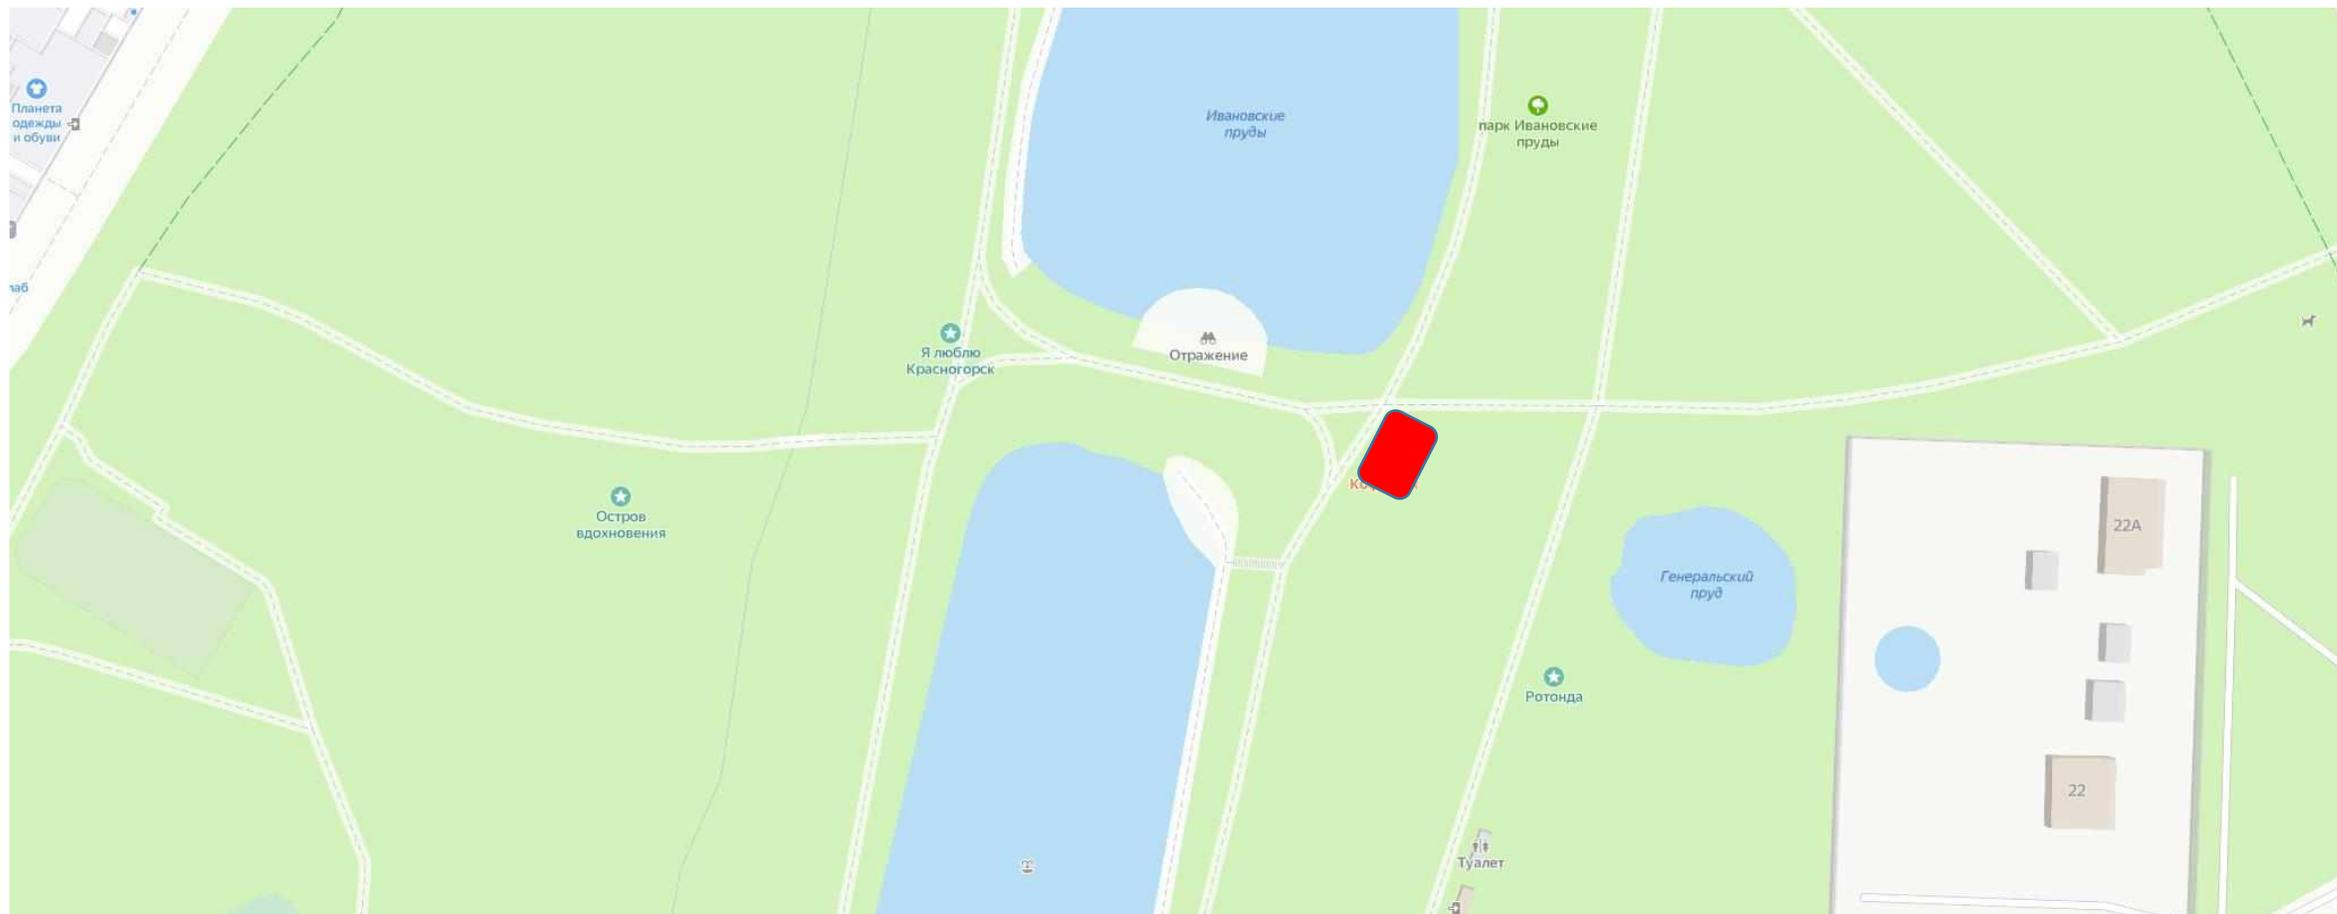 Планета
одежды
и обуви
Ивановские
пруды
парк Ивановские
пруды
Я люблю
Красногорск
Отражение
Остров
вдохновения
22А
Генеральский
пруд
Ротонда
22
Туалет